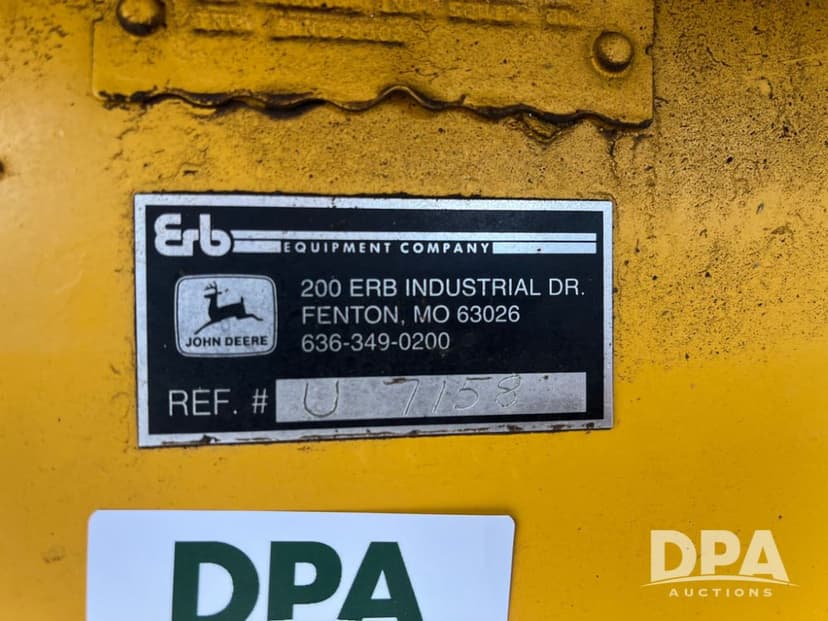 Erb
EQUIPMENT COMPANY
200 ERB INDUSTRIAL DR.
FENTON, MO 63026
JOHN DEERE
636-349-0200
REF. # U 7158
DPA
DPA
AUCTIONS